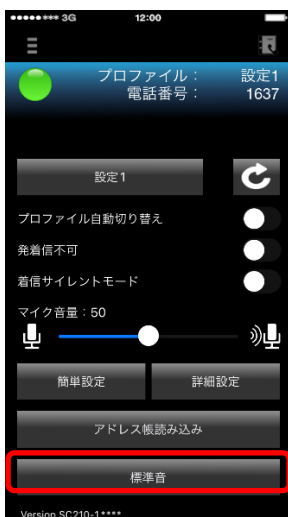 ●●●●●*** 3G 12:00
プロファイル： 設定1
電話番号： 1637
設定1
プロファイル自動切り替え
発着信不可
着信サイレントモード
マイク音量：50
簡単設定 詳細設定
アドレス帳読み込み
標準音
Version SC210-1****